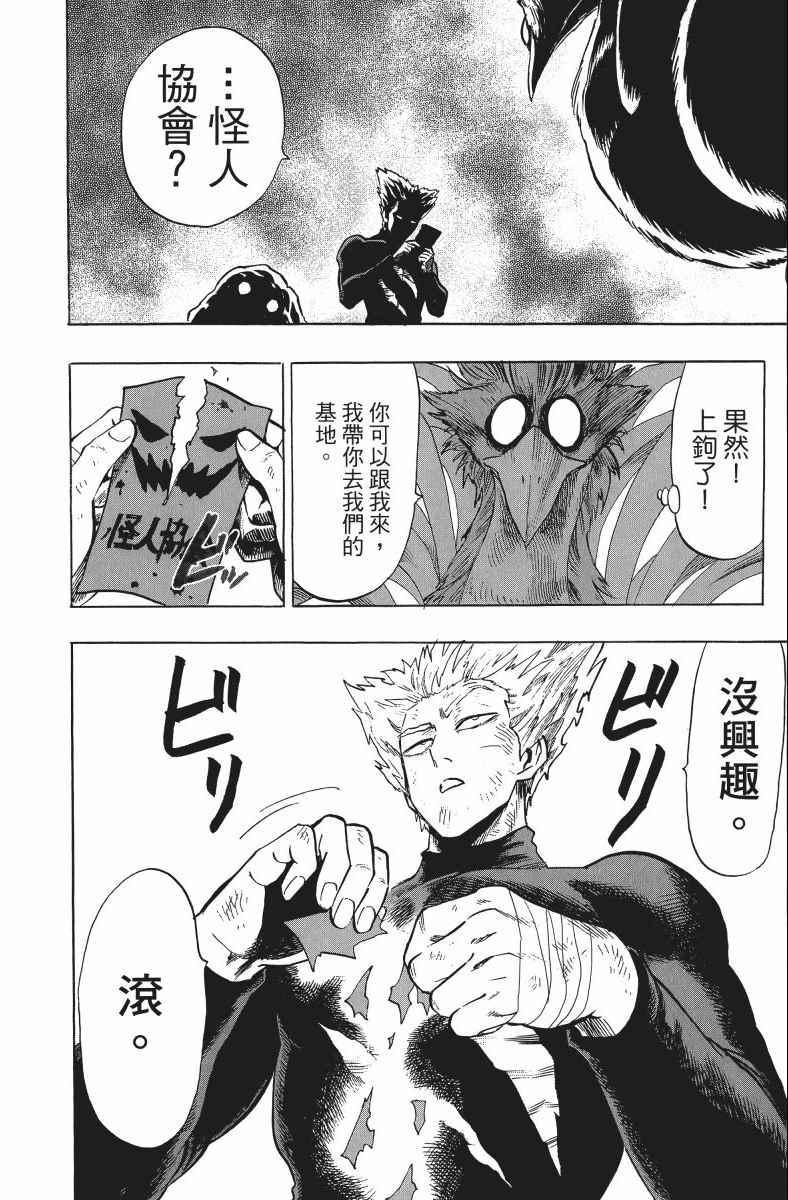 …怪人
協會？
果然！
上鉤了！
你可以跟我來，
我帶你去我們的
基地。
怪人協
ビビッ
沒興趣。
ビリ
ビリ
滾。